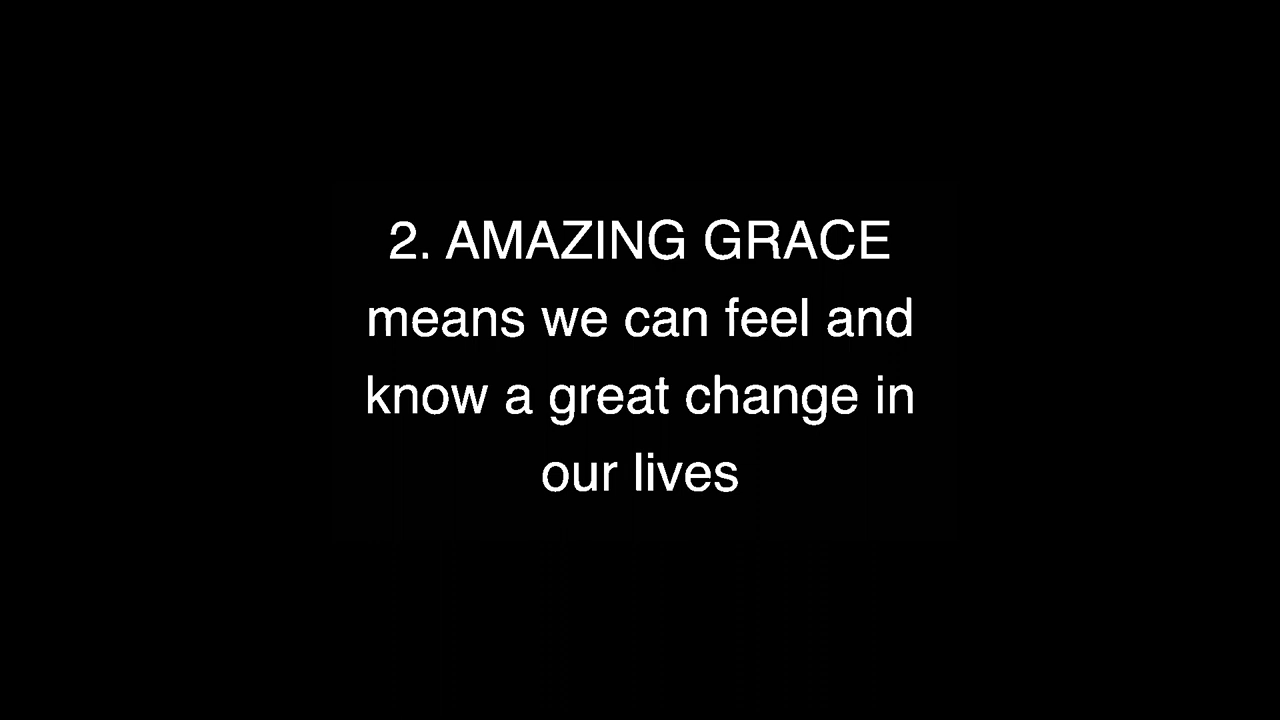 2. AMAZING GRACE
means we can feel and
know a great change in
our lives